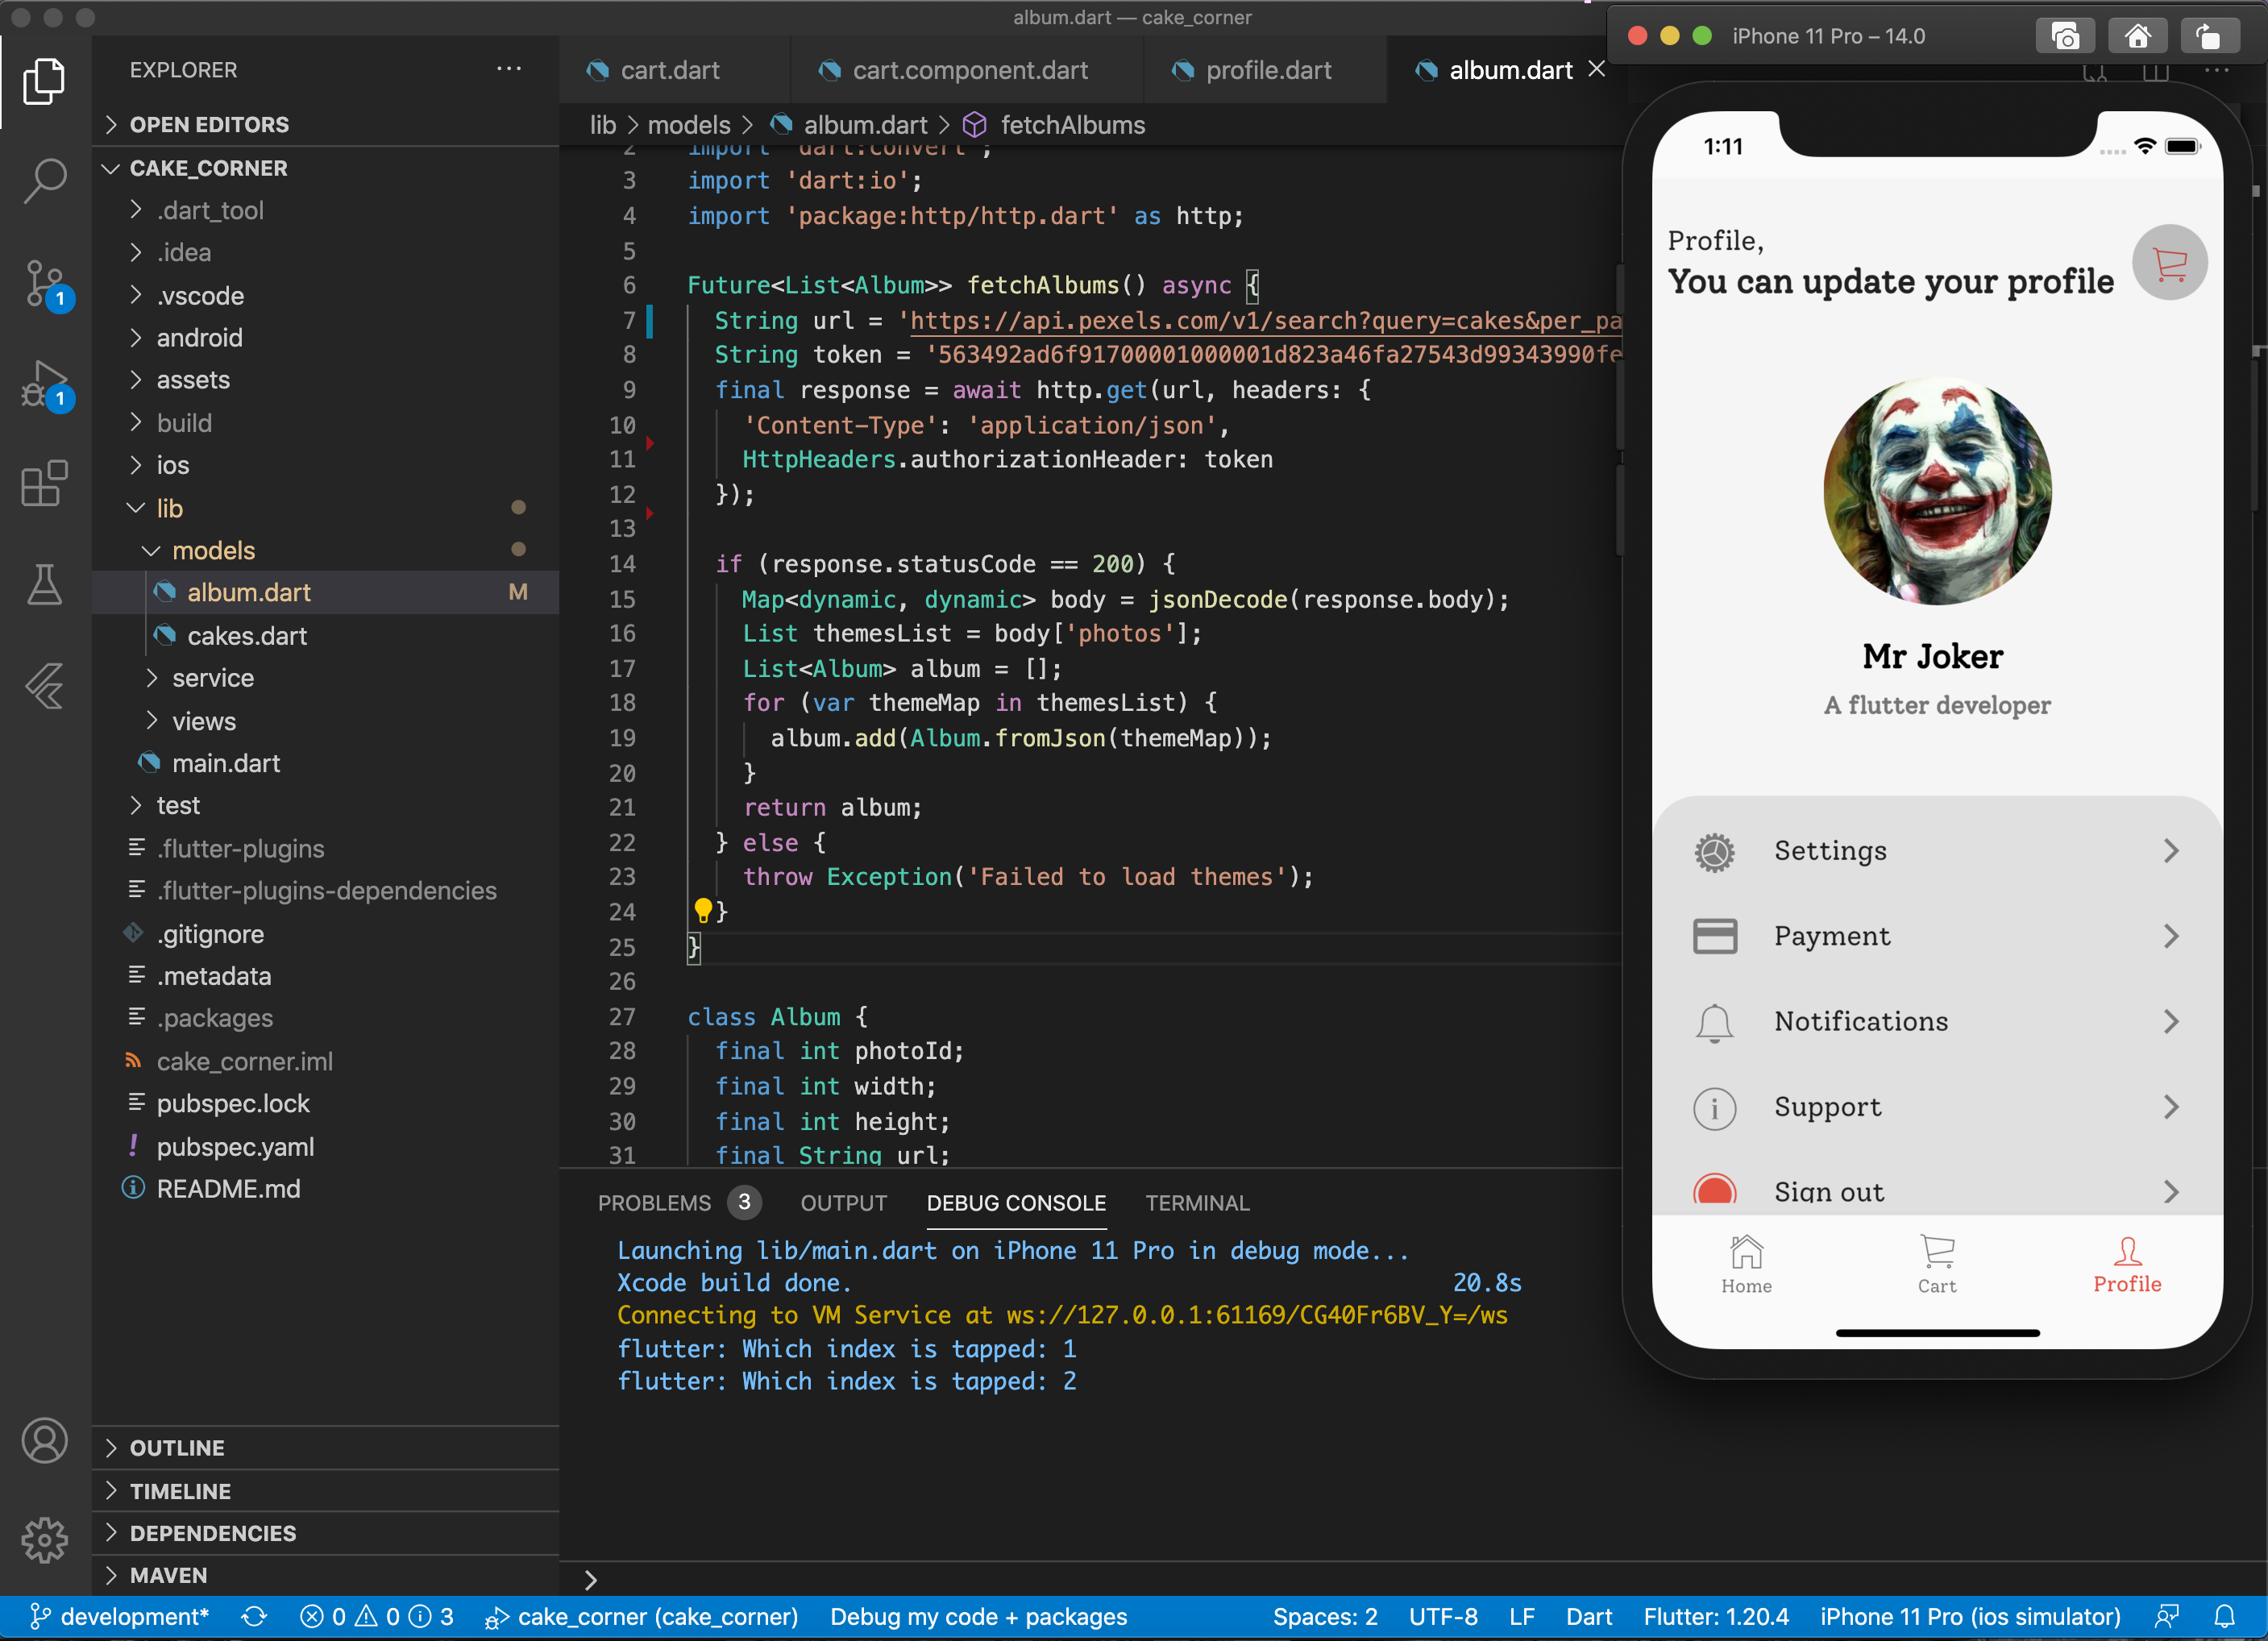 album.dart — cake_corner
iPhone 11 Pro – 14.0
EXPLORER
OPEN EDITORS
CAKE_CORNER
.dart_tool
.idea
.vscode
android
assets
build
ios
lib
models
album.dart M
cakes.dart
service
views
main.dart
test
.flutter-plugins
.flutter-plugins-dependencies
.gitignore
.metadata
.packages
cake_corner.iml
pubspec.lock
pubspec.yaml
README.md
OUTLINE
TIMELINE
DEPENDENCIES
MAVEN
1
1
cart.dart cart.component.dart profile.dart album.dart
lib > models > album.dart > fetchAlbums
2 import 'dart:convert';
3 import 'dart:io';
4 import 'package:http/http.dart' as http;
5
6 Future<List<Album>> fetchAlbums() async {
7 String url = 'https://api.pexels.com/v1/search?query=cakes&per_pa
8 String token = '563492ad6f91700001000001d823a46fa27543d99343990fe
9 final response = await http.get(url, headers: {
10 'Content-Type': 'application/json',
11 HttpHeaders.authorizationHeader: token
12 });
13
14 if (response.statusCode == 200) {
15 Map<dynamic, dynamic> body = jsonDecode(response.body);
16 List themesList = body['photos'];
17 List<Album> album = [];
18 for (var themeMap in themesList) {
19 album.add(Album.fromJson(themeMap));
20 }
21 return album;
22 } else {
23 throw Exception('Failed to load themes');
24 }
25 }
26
27 class Album {
28 final int photoId;
29 final int width;
30 final int height;
31 final String url;
PROBLEMS 3 OUTPUT DEBUG CONSOLE TERMINAL
Launching lib/main.dart on iPhone 11 Pro in debug mode...
Xcode build done. 20.8s
Connecting to VM Service at ws://127.0.0.1:61169/CG40Fr6BV_Y=/ws
flutter: Which index is tapped: 1
flutter: Which index is tapped: 2
1:11
Profile,
You can update your profile
Mr Joker
A flutter developer
Settings
Payment
Notifications
Support
Sign out
Home Cart Profile
development* 0 0 3 cake_corner (cake_corner) Debug my code + packages Spaces: 2 UTF-8 LF Dart Flutter: 1.20.4 iPhone 11 Pro (ios simulator)